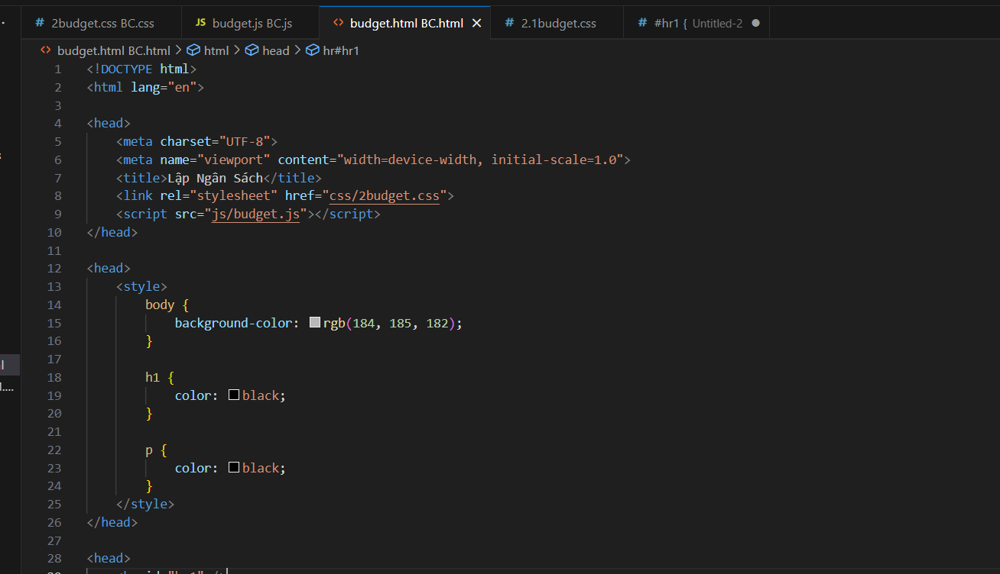 # 2budget.css BC.css JS budget.js BC.js <> budget.html BC.html × # 2.1budget.css # #hr1 { Untitled-2 ●
<> budget.html BC.html > html > head > hr#hr1
1 <!DOCTYPE html>
2 <html lang="en">
3
4 <head>
5 <meta charset="UTF-8">
6 <meta name="viewport" content="width=device-width, initial-scale=1.0">
7 <title>Lập Ngân Sách</title>
8 <link rel="stylesheet" href="css/2budget.css">
9 <script src="js/budget.js"></script>
10 </head>
11
12 <head>
13 <style>
14 body {
15 background-color: rgb(184, 185, 182);
16 }
17
18 h1 {
19 color: black;
20 }
21
22 p {
23 color: black;
24 }
25 </style>
26 </head>
27
28 <head>